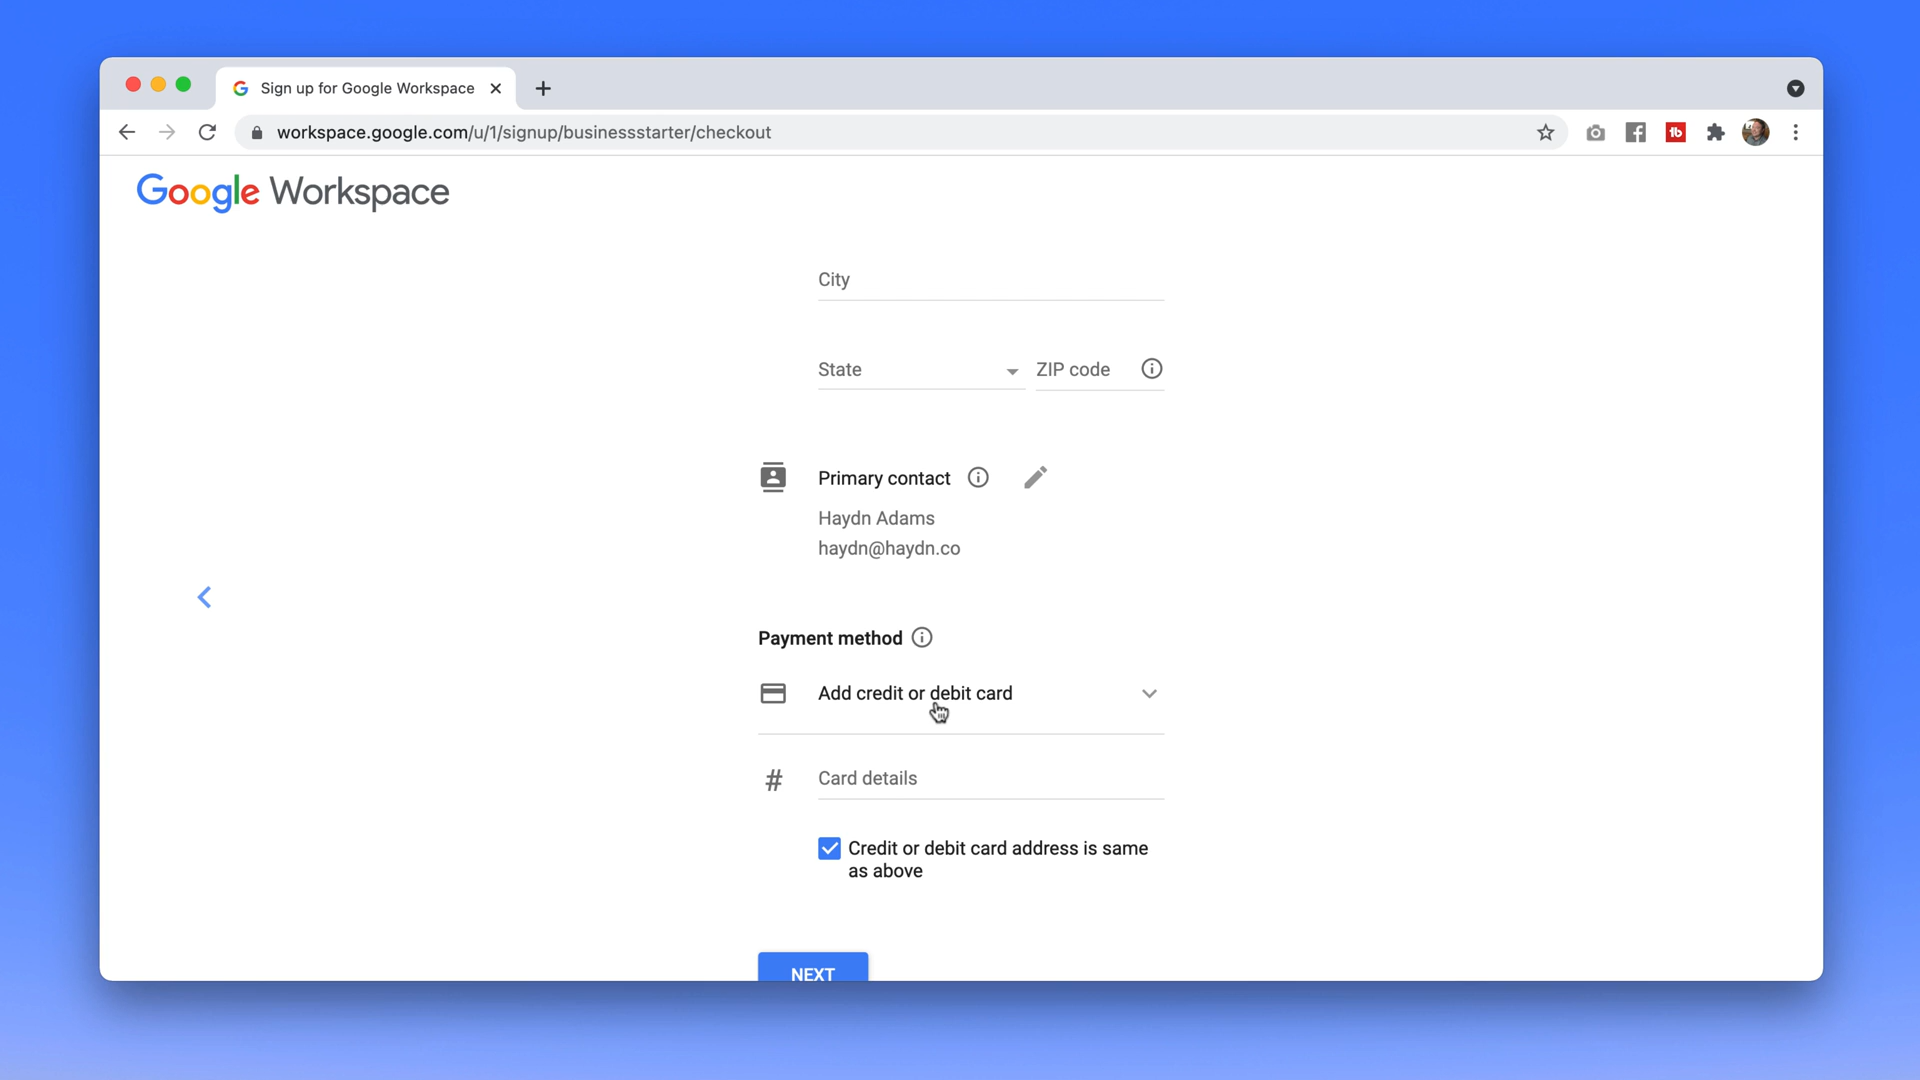 Sign up for Google Workspace
workspace.google.com/u/1/signup/businessstarter/checkout
tb
Google Workspace
City
State
ZIP code
Primary contact
Haydn Adams
haydn@haydn.co
Payment method
Add credit or debit card
# Card details
Credit or debit card address is same
as above
NEXT